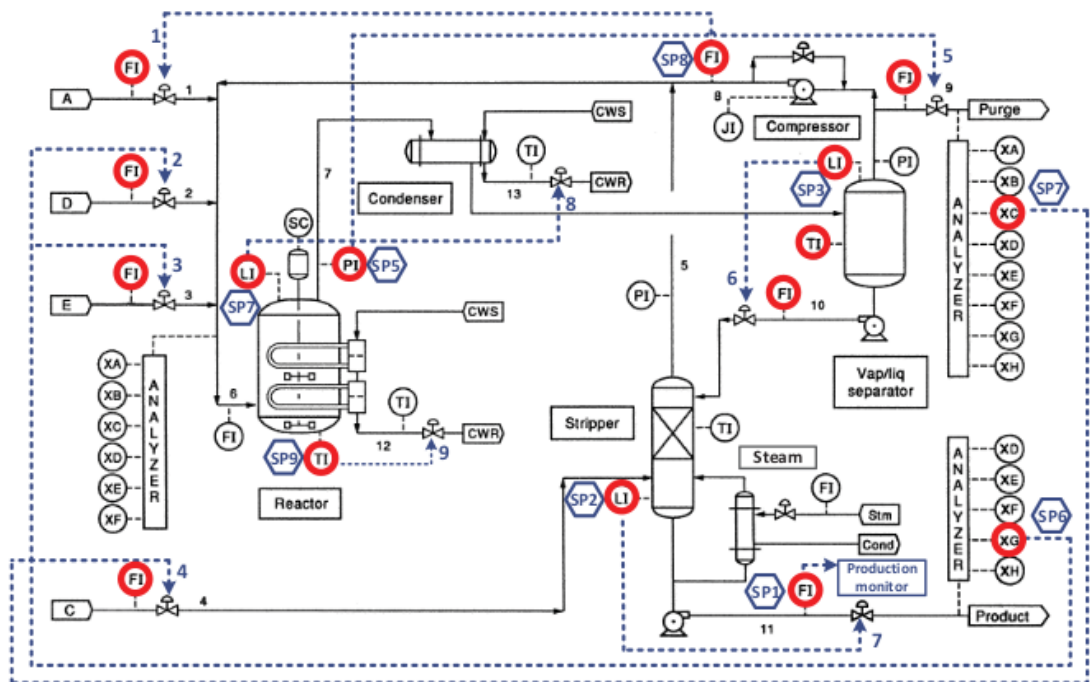 1
SP8
FI
5
FI
FI
A
1
8
9
Purge
CWS
JI
Compressor
2
FI
7
TI
LI
PI
XA
SP3
XB
SP7
D
2
13
CWR
Condenser
8
XC
ANALYZER
SC
TI
XD
3
FI
LI
PI
SP5
5
6
XE
E
3
SP7
PI
FI
XF
CWS
10
XG
XA
XH
ANALYZER
Vap/liq
separator
XB
6
XC
FI
TI
Stripper
TI
XD
12
CWR
XD
SP9
TI
9
Steam
XE
XE
Reactor
SP2
LI
FI
XF
SP6
XF
Stm
ANALYZER
XG
Cond
4
FI
SP1
FI
Production
monitor
XH
C
4
11
7
Product